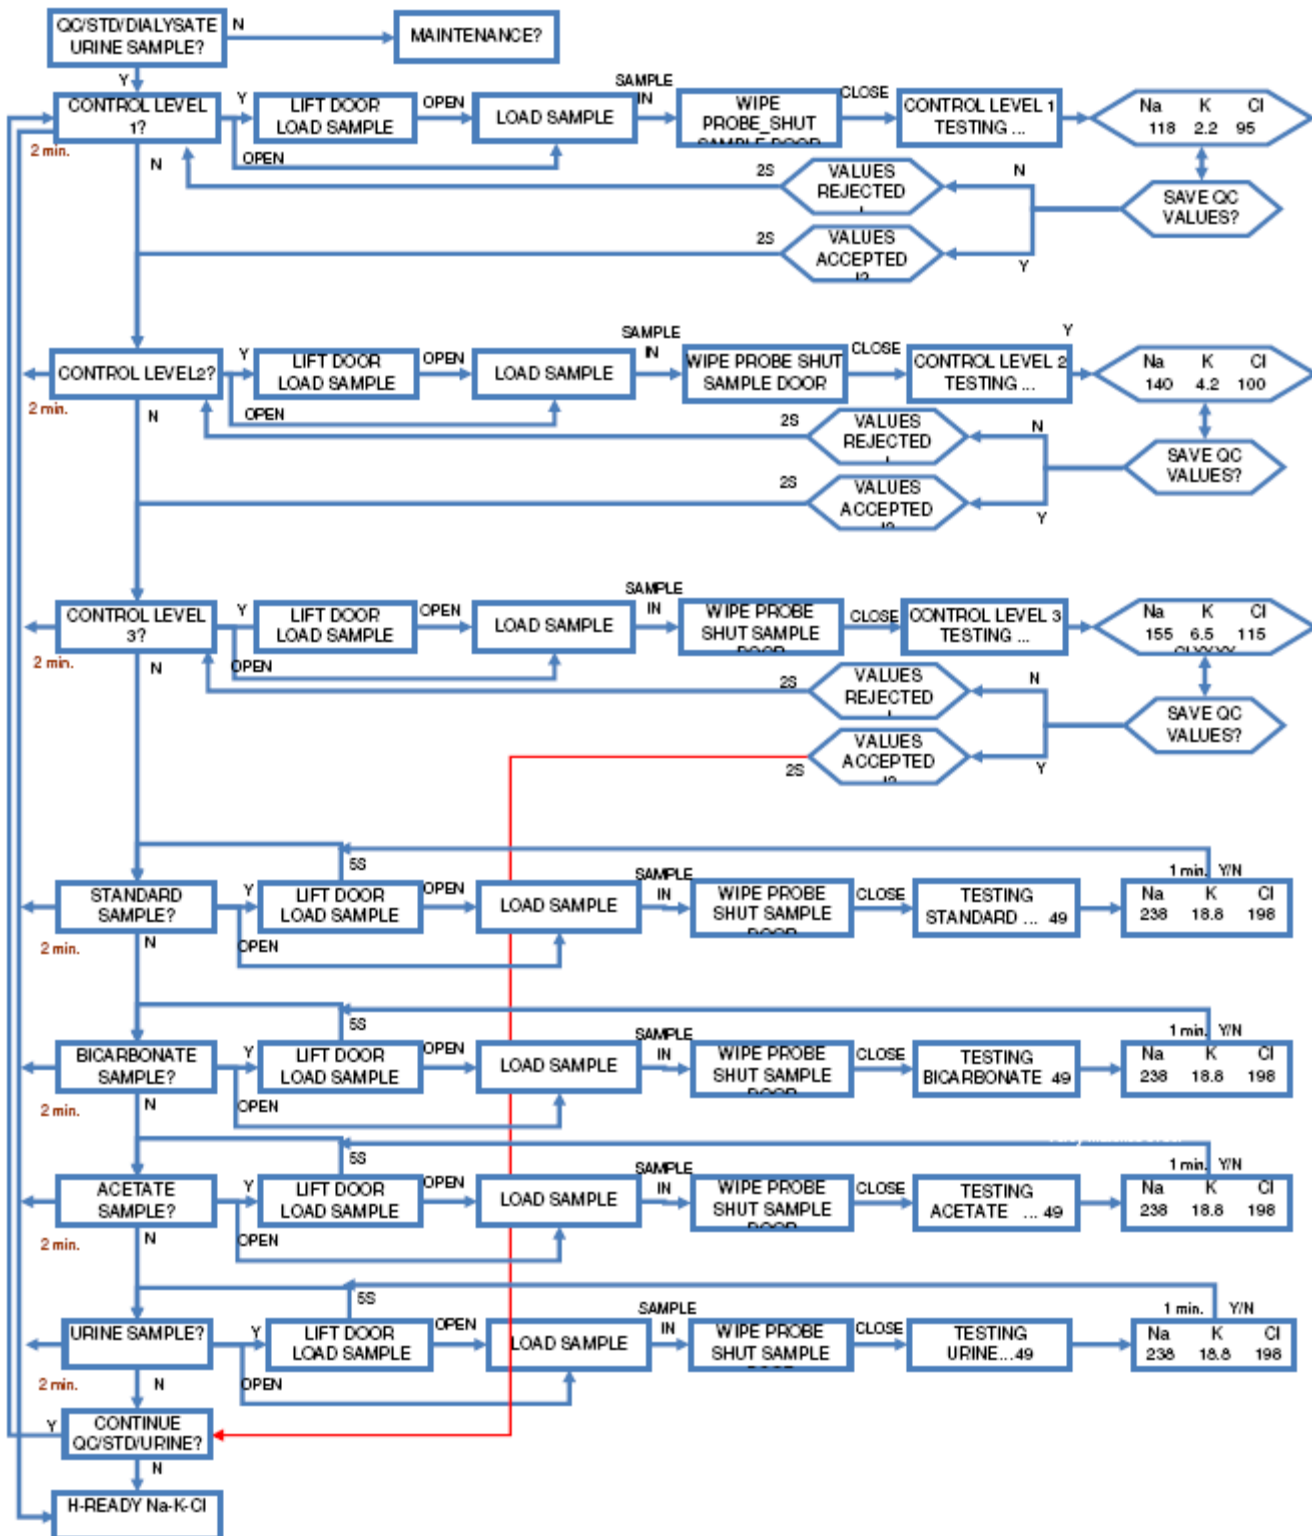 QC/STD/DIALYSATE
URINE SAMPLE?
N
MAINTENANCE?
Y
CONTROL LEVEL
1?
Y
LIFT DOOR
LOAD SAMPLE
OPEN
LOAD SAMPLE
SAMPLE
IN
WIPE
PROBE_SHUT
SAMPLE DOOR
CLOSE
CONTROL LEVEL 1
TESTING ...
Na K Cl
118 2.2 95
2 min.
N
OPEN
2S
VALUES
REJECTED
N
SAVE QC
VALUES?
2S
VALUES
ACCEPTED
!?
Y
CONTROL LEVEL2?
Y
LIFT DOOR
LOAD SAMPLE
OPEN
LOAD SAMPLE
SAMPLE
IN
WIPE PROBE SHUT
SAMPLE DOOR
CLOSE
CONTROL LEVEL 2
TESTING ...
Y
Na K Cl
140 4.2 100
2 min.
N
OPEN
2S
VALUES
REJECTED
N
SAVE QC
VALUES?
2S
VALUES
ACCEPTED
!?
Y
CONTROL LEVEL
3?
Y
LIFT DOOR
LOAD SAMPLE
OPEN
LOAD SAMPLE
SAMPLE
IN
WIPE PROBE
SHUT SAMPLE
DOOR
CLOSE
CONTROL LEVEL 3
TESTING ...
Na K Cl
155 6.5 115
2 min.
N
OPEN
2S
VALUES
REJECTED
N
SAVE QC
VALUES?
2S
VALUES
ACCEPTED
!?
Y
STANDARD
SAMPLE?
Y
5S
LIFT DOOR
LOAD SAMPLE
OPEN
LOAD SAMPLE
SAMPLE
IN
WIPE PROBE
SHUT SAMPLE
DOOR
CLOSE
TESTING
STANDARD ... 49
1 min. Y/N
Na K Cl
238 18.8 198
2 min.
N
OPEN
BICARBONATE
SAMPLE?
Y
5S
LIFT DOOR
LOAD SAMPLE
OPEN
LOAD SAMPLE
SAMPLE
IN
WIPE PROBE
SHUT SAMPLE
DOOR
CLOSE
TESTING
BICARBONATE 49
1 min. Y/N
Na K Cl
238 18.8 198
2 min.
N
OPEN
ACETATE
SAMPLE?
Y
5S
LIFT DOOR
LOAD SAMPLE
OPEN
LOAD SAMPLE
SAMPLE
IN
WIPE PROBE
SHUT SAMPLE
DOOR
CLOSE
TESTING
ACETATE ... 49
1 min. Y/N
Na K Cl
238 18.8 198
2 min.
N
OPEN
URINE SAMPLE?
Y
5S
LIFT DOOR
LOAD SAMPLE
OPEN
LOAD SAMPLE
SAMPLE
IN
WIPE PROBE
SHUT SAMPLE
CLOSE
TESTING
URINE...49
1 min. Y/N
Na K Cl
238 18.8 198
2 min.
N
OPEN
Y
CONTINUE
QC/STD/URINE?
N
H-READY Na-K-Cl